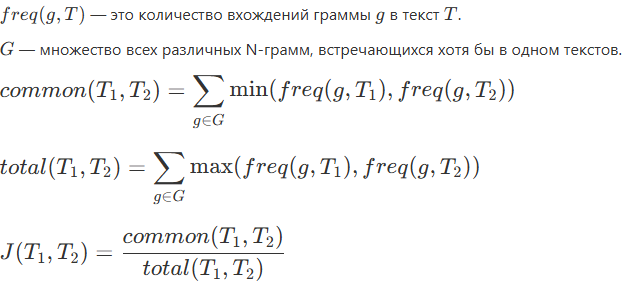 freq(g, T) — это количество вхождений граммы g в текст T.
G — множество всех различных N-грамм, встречающихся хотя бы в одном текстов.
common(T₁, T₂) = ∑_{g∈G} min(freq(g, T₁), freq(g, T₂))
total(T₁, T₂) = ∑_{g∈G} max(freq(g, T₁), freq(g, T₂))
J(T₁, T₂) = common(T₁, T₂) / total(T₁, T₂)